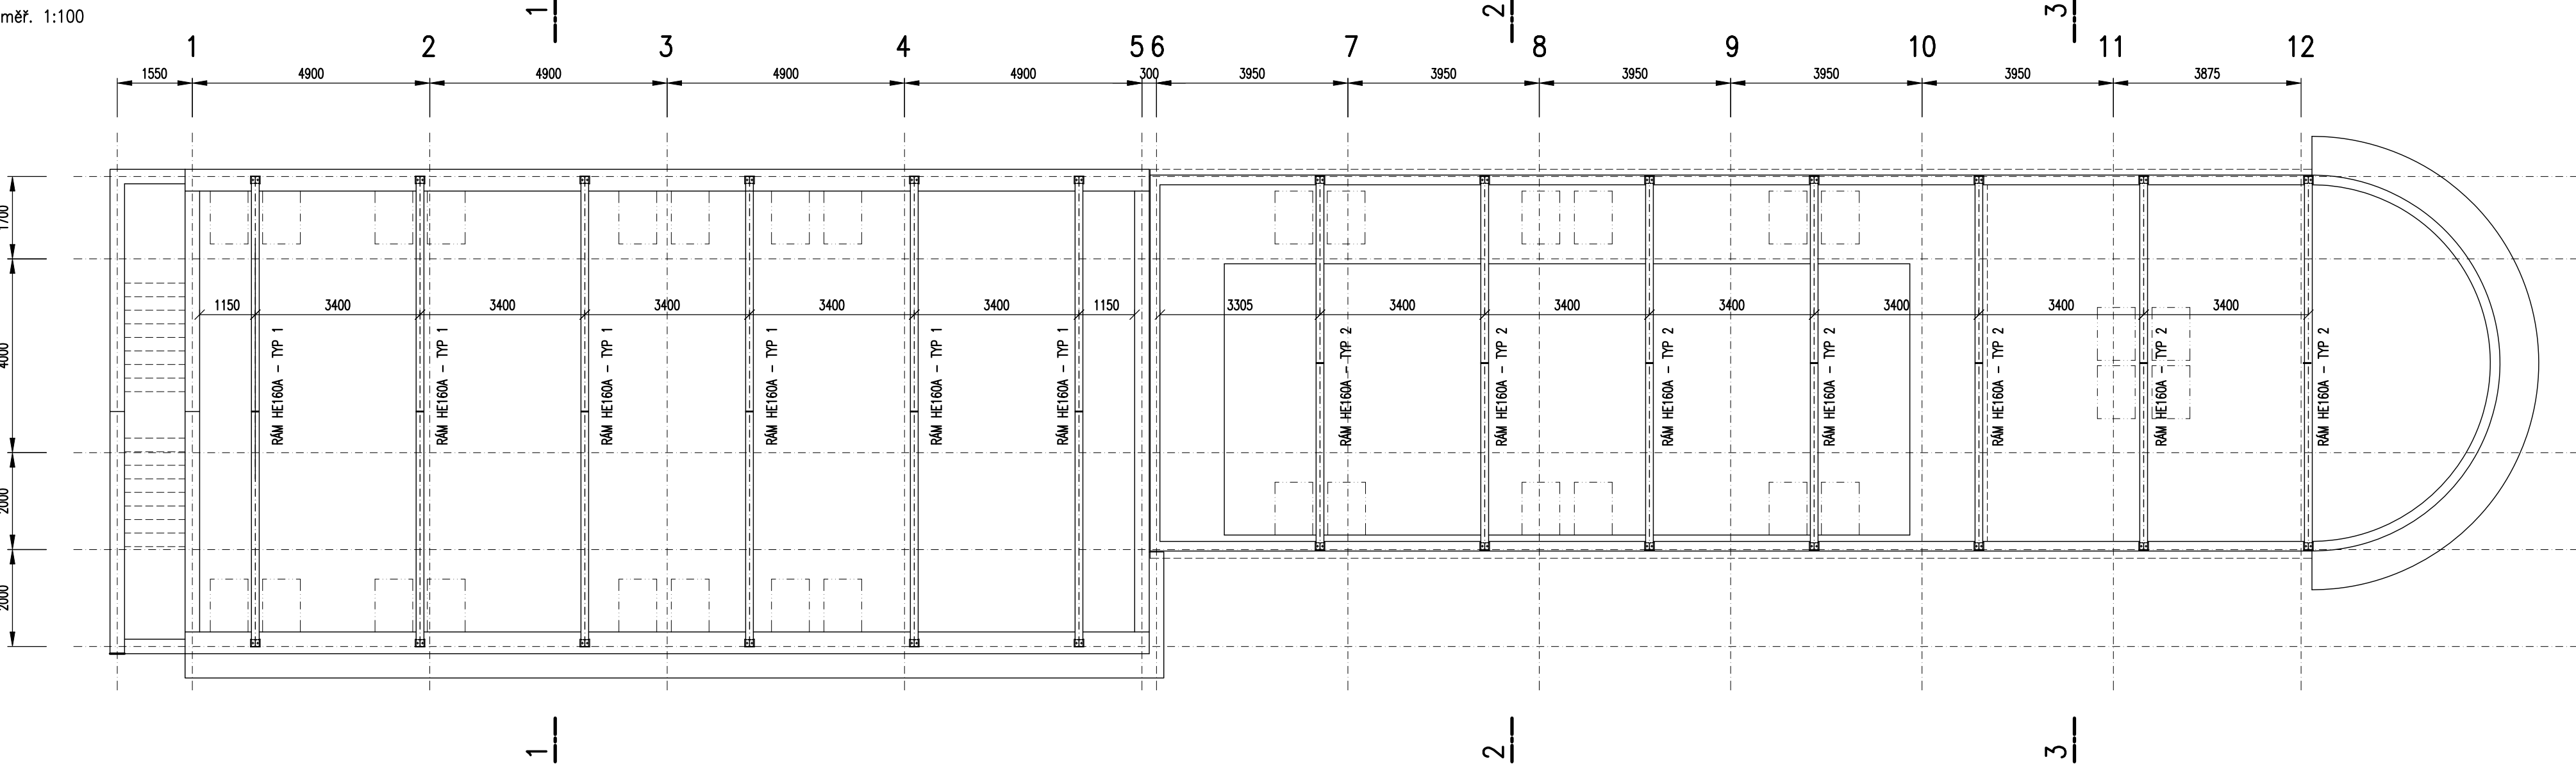 měř. 1:100
1 2 3
1 2 3 4 5 6 7 8 9 10 11 12
1550 4900 4900 4900 4900 300 3950 3950 3950 3950 3950 3875
1700
4000
2000
2000
1150 3400 3400 3400 3400 3400 1150 3305 3400 3400 3400 3400 3400 3400
RÁM HE160A - TYP 1
RÁM HE160A - TYP 1
RÁM HE160A - TYP 1
RÁM HE160A - TYP 1
RÁM HE160A - TYP 1
RÁM HE160A - TYP 1
RÁM HE160A - TYP 2
RÁM HE160A - TYP 2
RÁM HE160A - TYP 2
RÁM HE160A - TYP 2
RÁM HE160A - TYP 2
RÁM HE160A - TYP 2
RÁM HE160A - TYP 2
1 2 3